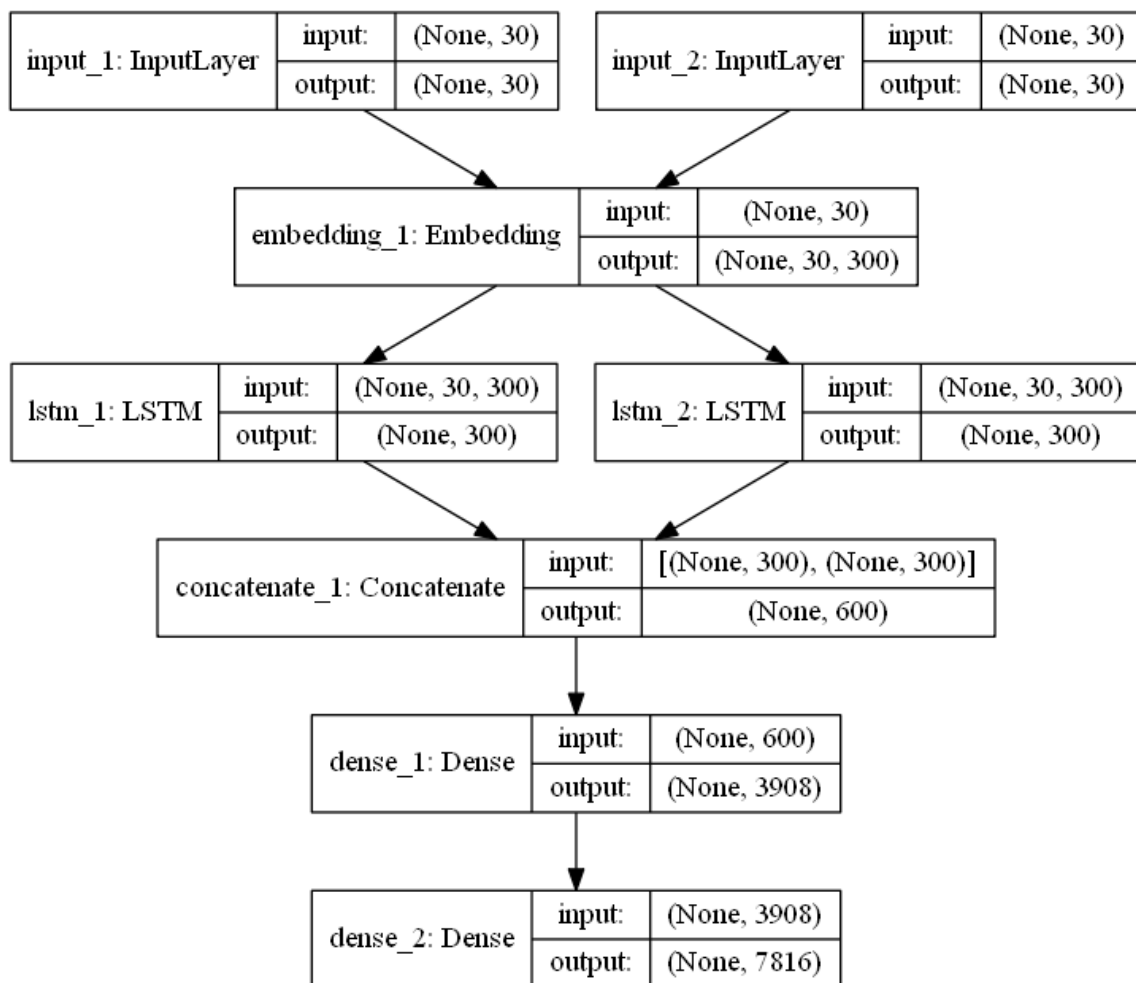 input_1: InputLayer input: (None, 30)
output: (None, 30)
input_2: InputLayer input: (None, 30)
output: (None, 30)
embedding_1: Embedding input: (None, 30)
output: (None, 30, 300)
lstm_1: LSTM input: (None, 30, 300)
output: (None, 300)
lstm_2: LSTM input: (None, 30, 300)
output: (None, 300)
concatenate_1: Concatenate input: [(None, 300), (None, 300)]
output: (None, 600)
dense_1: Dense input: (None, 600)
output: (None, 3908)
dense_2: Dense input: (None, 3908)
output: (None, 7816)